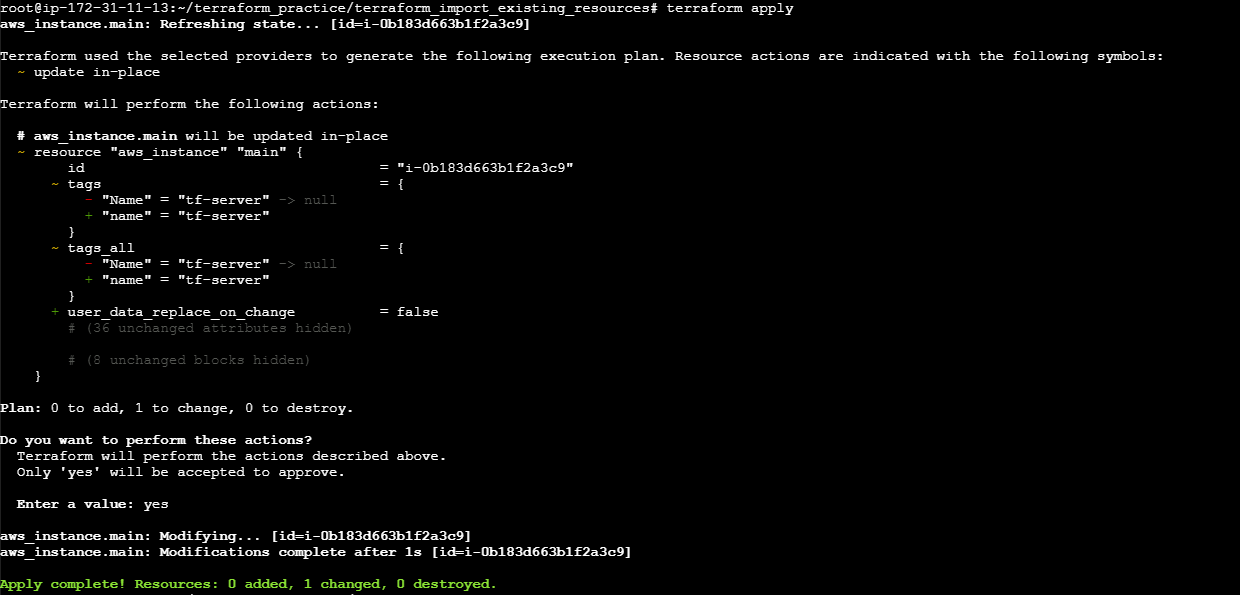 root@ip-172-31-11-13:~/terraform_practice/terraform_import_existing_resources# terraform apply
aws_instance.main: Refreshing state... [id=i-0b183d663b1f2a3c9]

Terraform used the selected providers to generate the following execution plan. Resource actions are indicated with the following symbols:
  ~ update in-place

Terraform will perform the following actions:

  # aws_instance.main will be updated in-place
  ~ resource "aws_instance" "main" {
        id                                   = "i-0b183d663b1f2a3c9"
      ~ tags                                 = {
          - "Name" = "tf-server" -> null
          + "name" = "tf-server"
        }
      ~ tags_all                             = {
          - "Name" = "tf-server" -> null
          + "name" = "tf-server"
        }
      + user_data_replace_on_change          = false
        # (36 unchanged attributes hidden)

        # (8 unchanged blocks hidden)
    }

Plan: 0 to add, 1 to change, 0 to destroy.

Do you want to perform these actions?
  Terraform will perform the actions described above.
  Only 'yes' will be accepted to approve.

  Enter a value: yes

aws_instance.main: Modifying... [id=i-0b183d663b1f2a3c9]
aws_instance.main: Modifications complete after 1s [id=i-0b183d663b1f2a3c9]

Apply complete! Resources: 0 added, 1 changed, 0 destroyed.